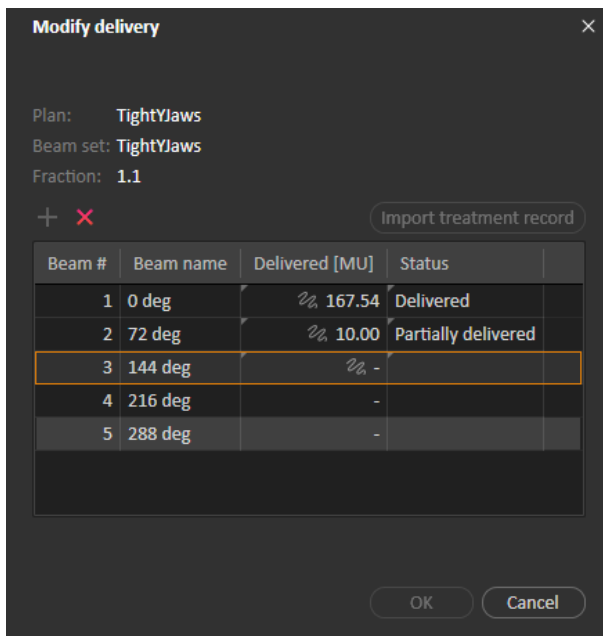 Modify delivery
Plan: TightYJaws
Beam set: TightYJaws
Fraction: 1.1
Import treatment record
Beam # Beam name Delivered [MU] Status
1 0 deg 167.54 Delivered
2 72 deg 10.00 Partially delivered
3 144 deg -
4 216 deg -
5 288 deg -
OK Cancel